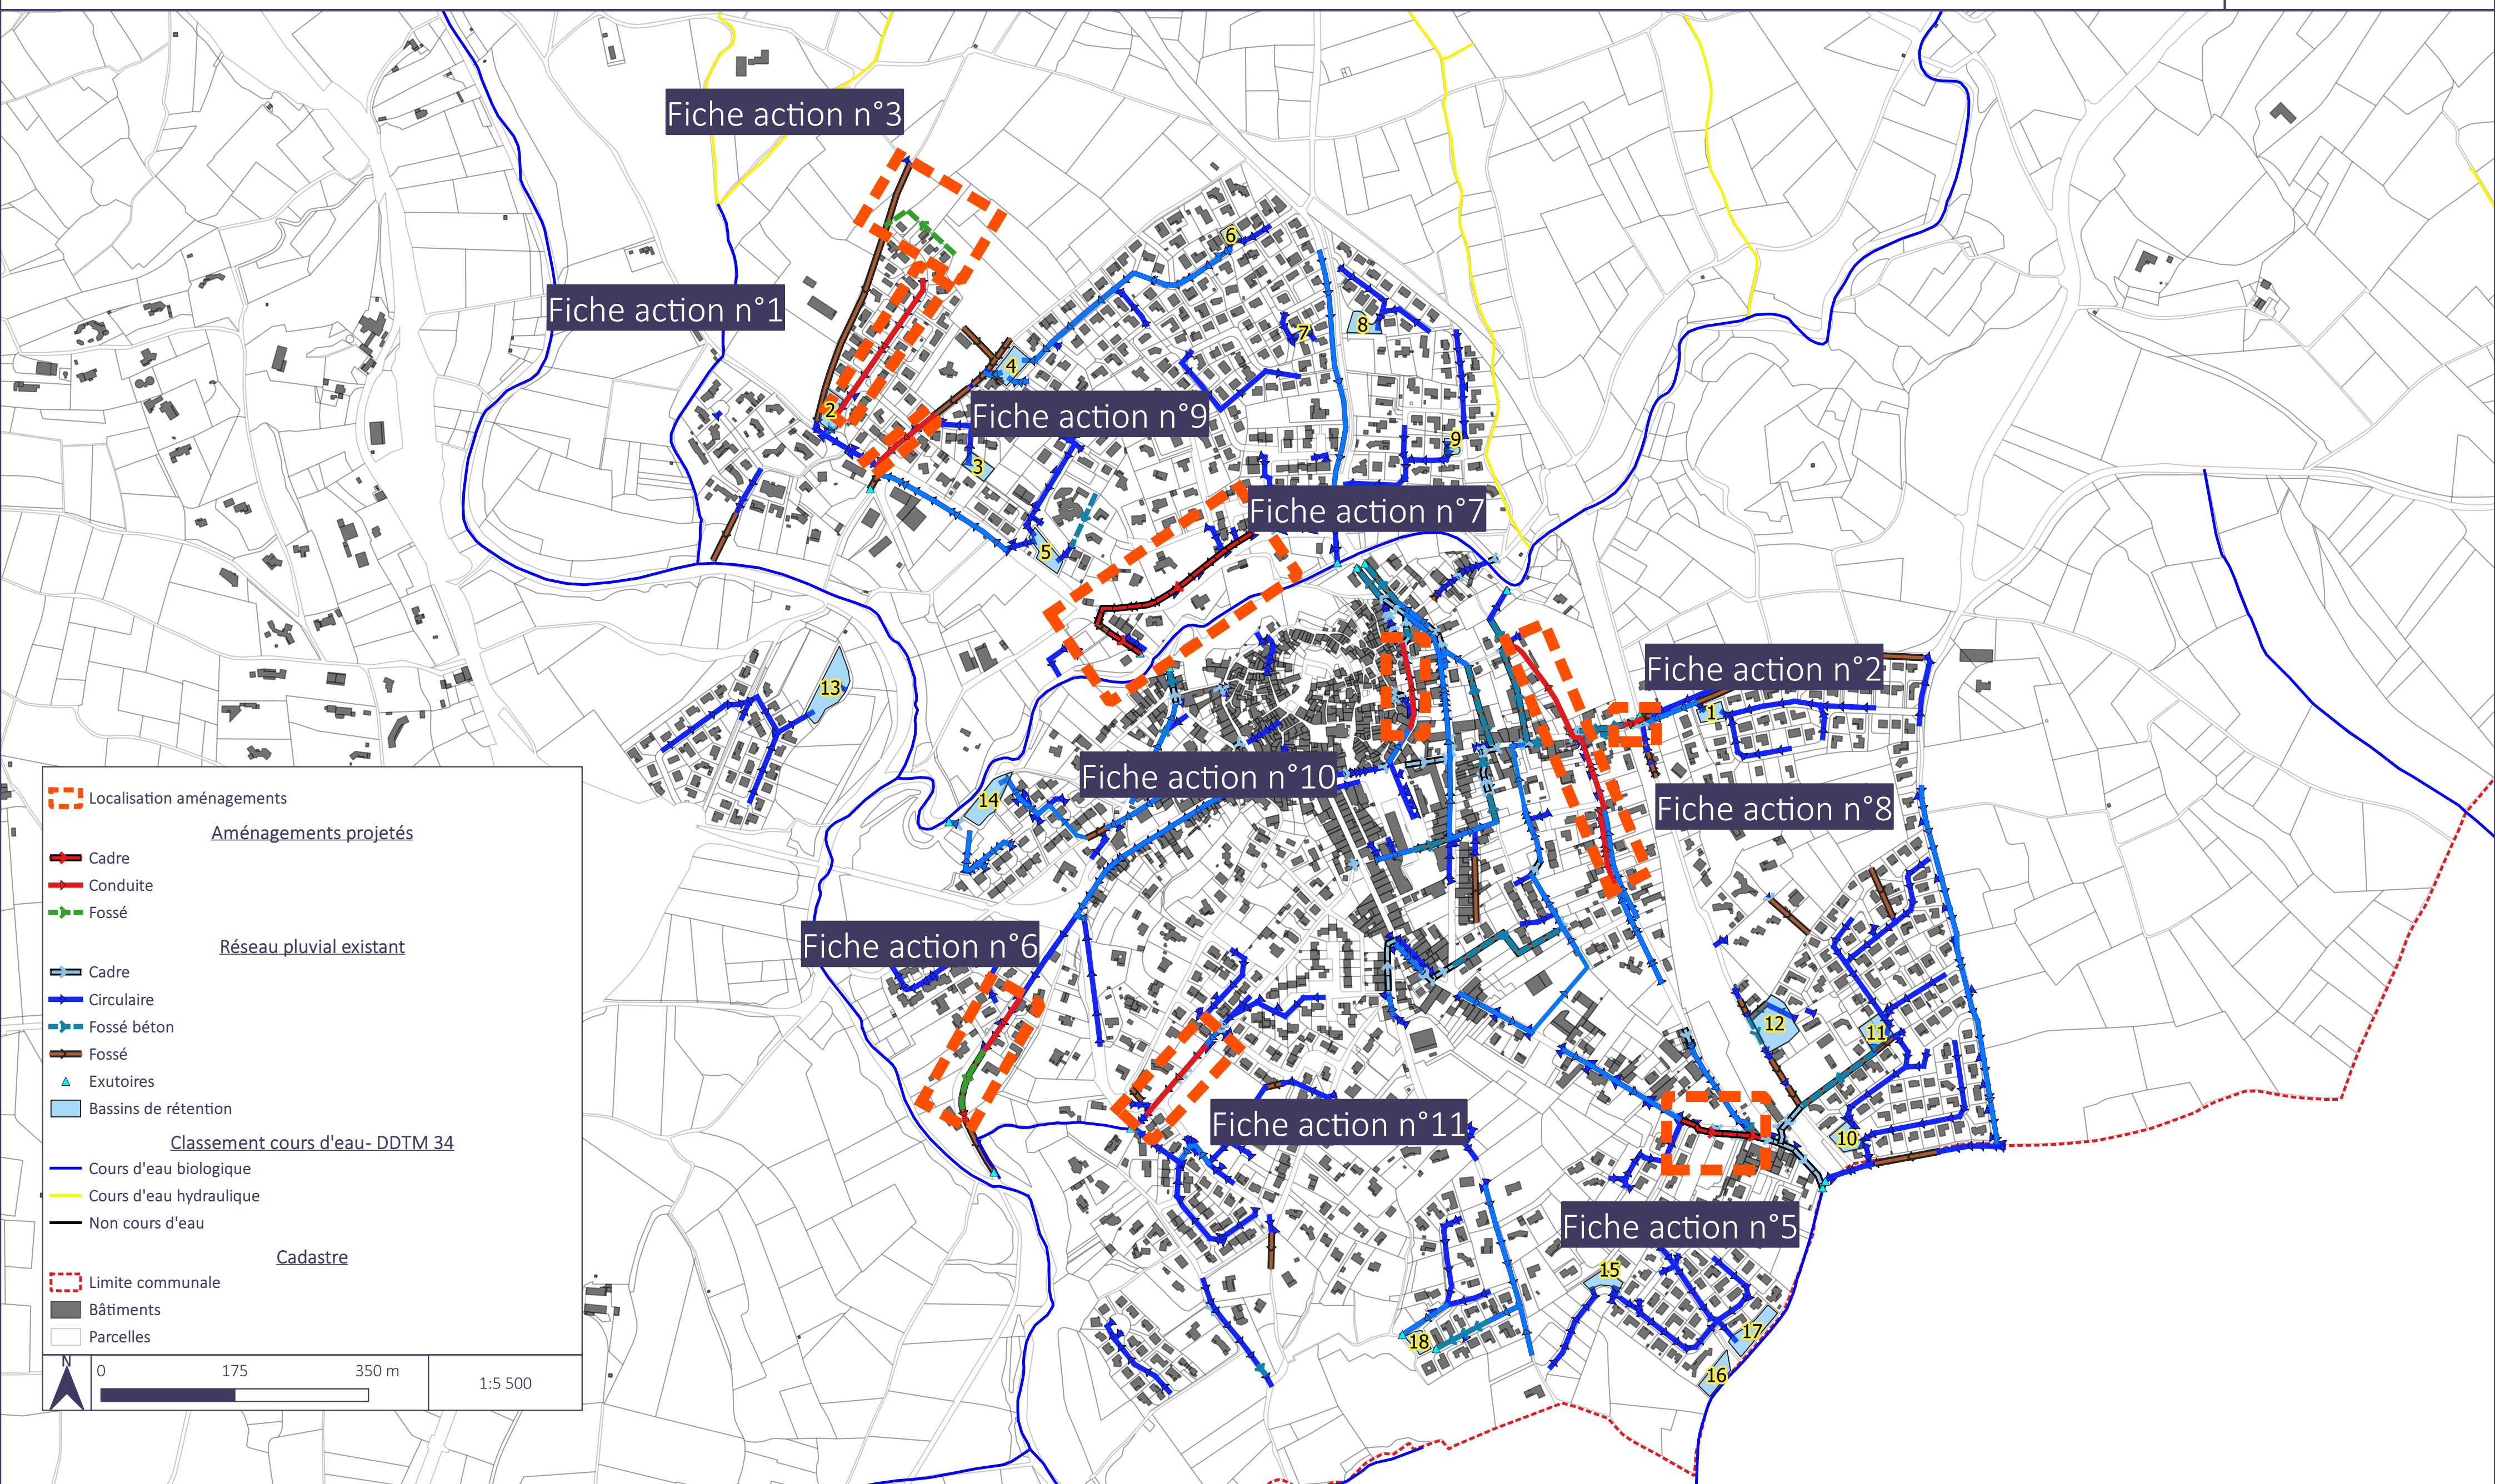 Fiche action n°3
6
Fiche action n°1
8
7
4
2
Fiche action n°9
9
3
Fiche action n°7
5
Fiche action n°2
13
1
Fiche action n°10
14
Fiche action n°8
Fiche action n°6
12
11
Fiche action n°11
10
Fiche action n°5
15
17
18
16
Localisation aménagements
Aménagements projetés
Cadre
Conduite
Fossé
Réseau pluvial existant
Cadre
Circulaire
Fossé béton
Fossé
Exutoires
Bassins de rétention
Classement cours d'eau- DDTM 34
Cours d'eau biologique
Cours d'eau hydraulique
Non cours d'eau
Cadastre
Limite communale
Bâtiments
Parcelles
N
0 175 350 m
1:5 500